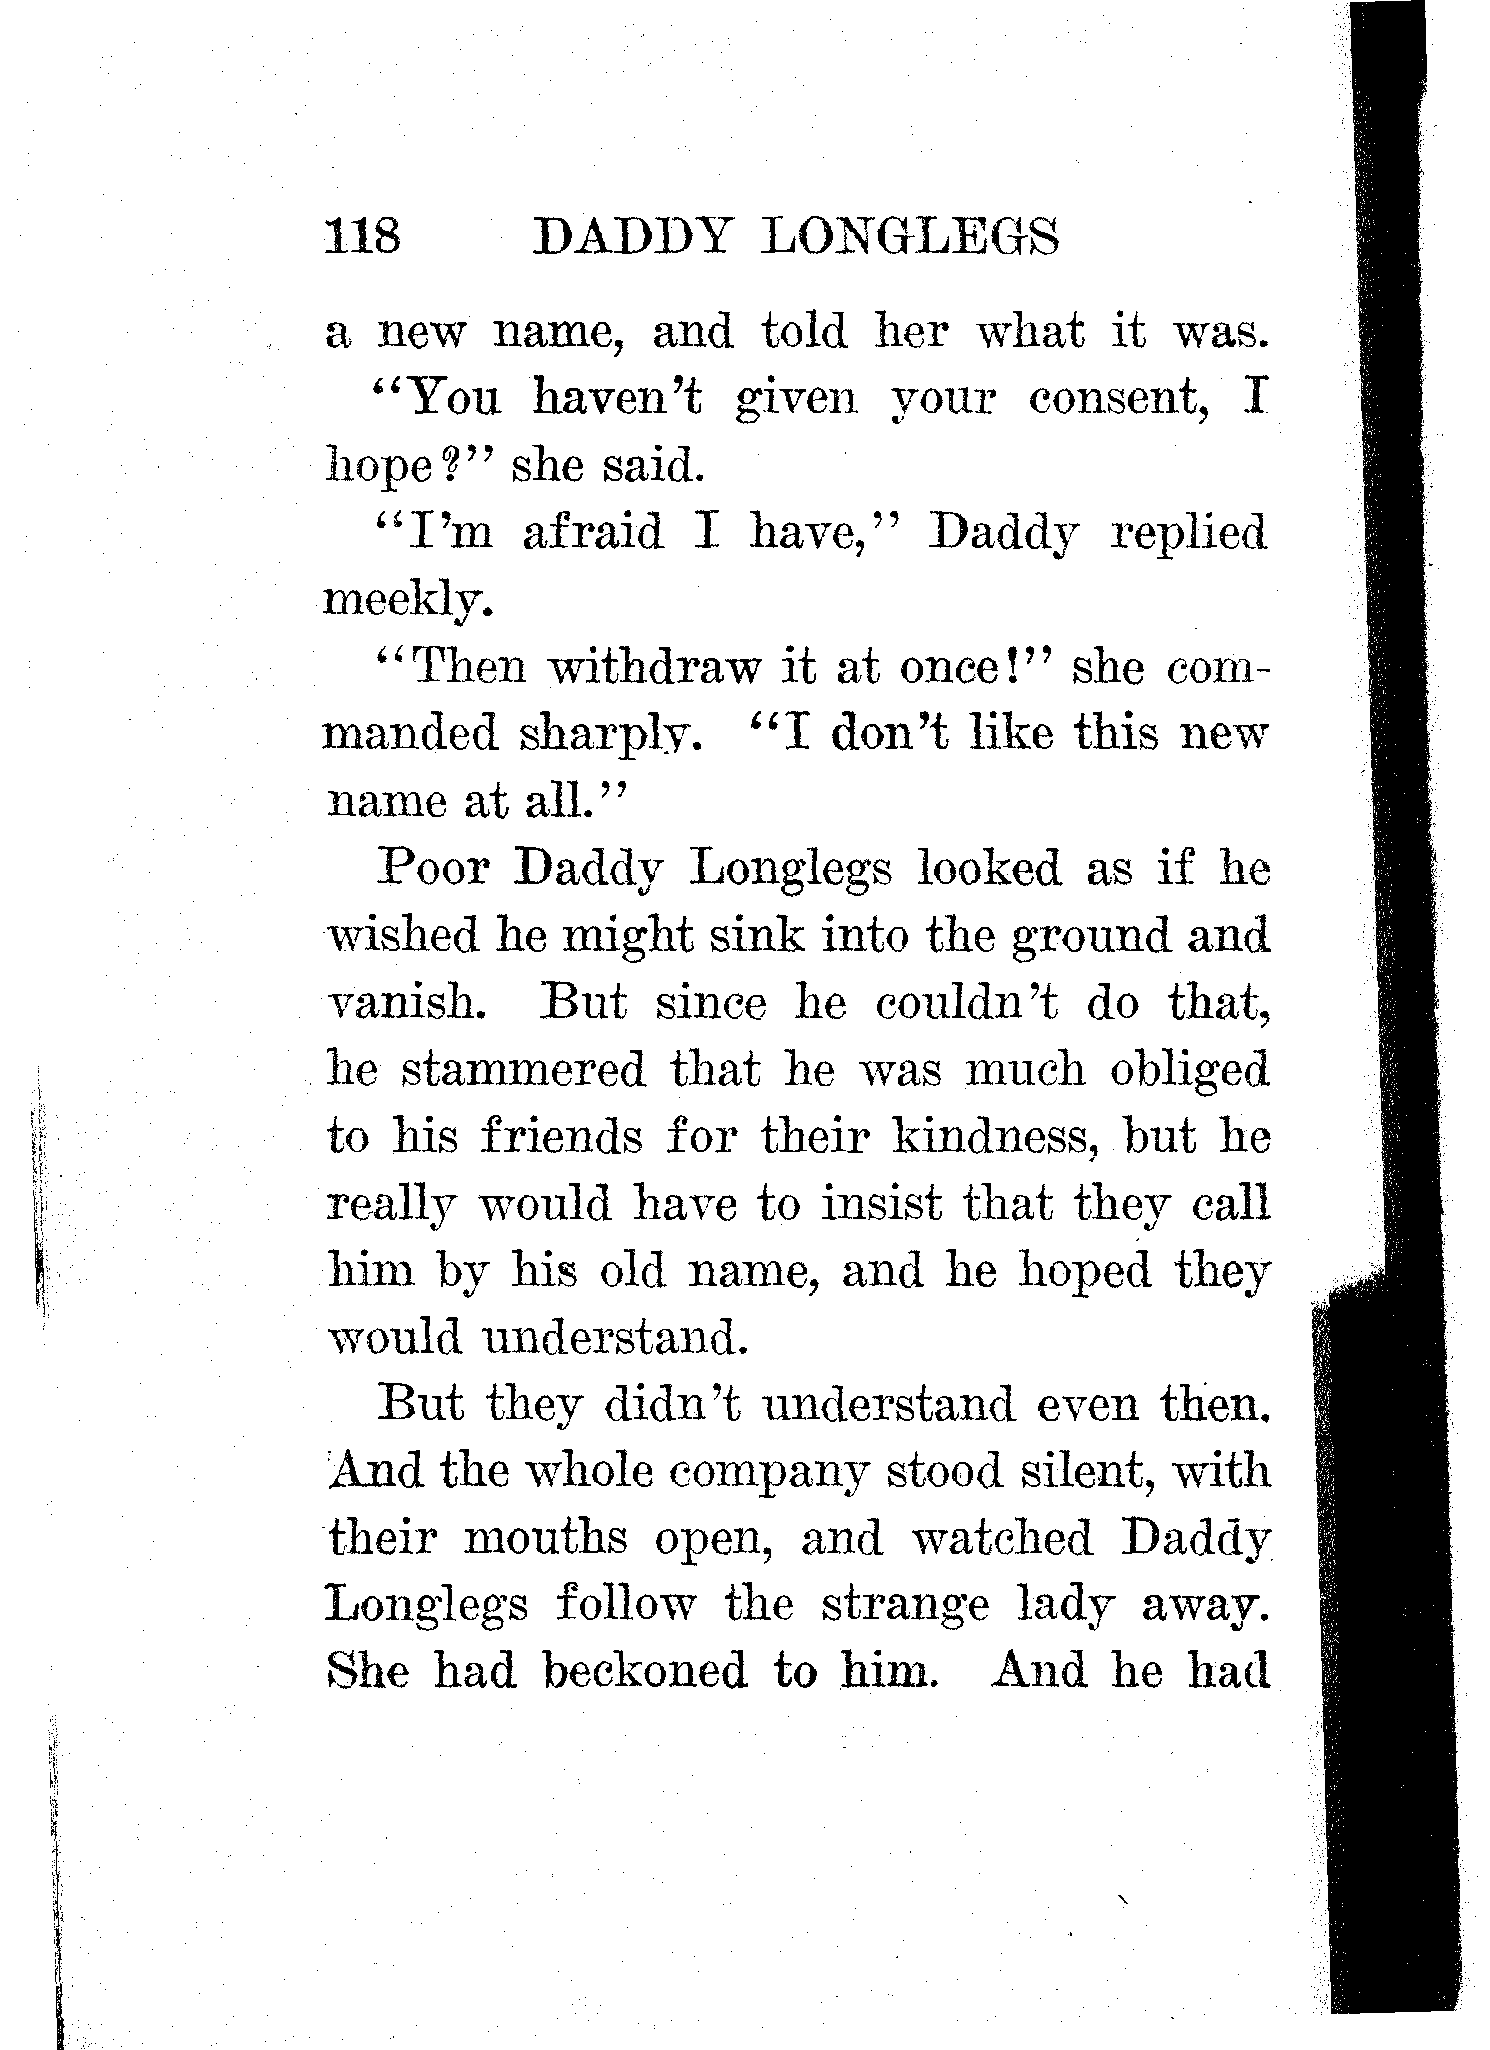 118 DADDY LONGLEGS
a new name, and told her what it was.
"You haven't given your consent, I
hope?" she said.
"I'm afraid I have," Daddy replied
meekly.
"Then withdraw it at once!" she com-
manded sharply. "I don't like this new
name at all."
Poor Daddy Longlegs looked as if he
wished he might sink into the ground and
vanish. But since he couldn't do that,
he stammered that he was much obliged
to his friends for their kindness, but he
really would have to insist that they call
him by his old name, and he hoped they
would understand.
But they didn't understand even then.
And the whole company stood silent, with
their mouths open, and watched Daddy
Longlegs follow the strange lady away.
She had beckoned to him. And he had